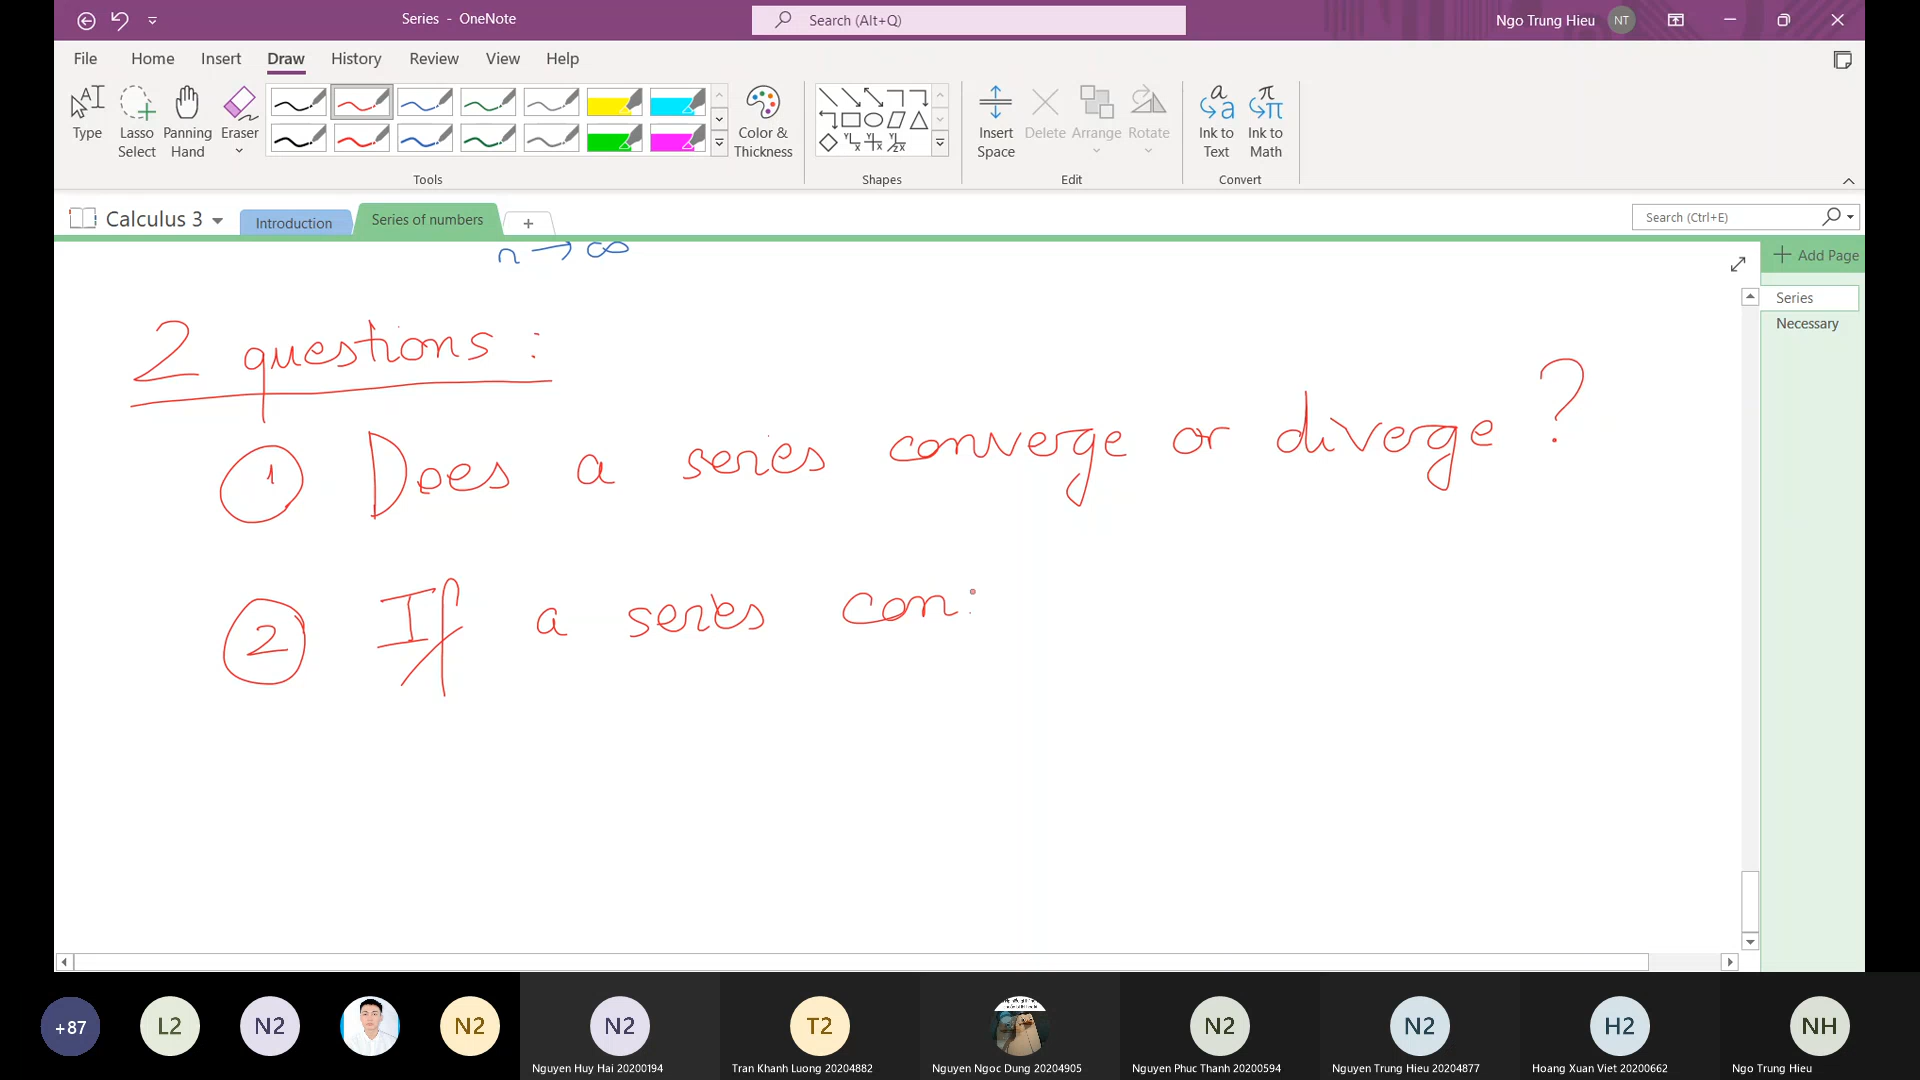 Series - OneNote
Search (Alt+Q)
Ngo Trung Hieu NT
File Home Insert Draw History Review View Help
Type
Lasso Select
Panning Hand
Eraser
Color & Thickness
Insert Space
Delete
Arrange
Rotate
Ink to Text
Ink to Math
Tools Shapes Edit Convert
Calculus 3 Introduction Series of numbers +
Search (Ctrl+E)
Add Page
Series
Necessary
n → ∞
2 questions :
1 Does a series converge or diverge ?
2 If a series con
+87 L2 N2 N2 N2 T2 N2 N2 H2 NH
Nguyen Huy Hai 20200194 Tran Khanh Luong 20204882 Nguyen Ngoc Dung 20204905 Nguyen Phuc Thanh 20200594 Nguyen Trung Hieu 20204877 Hoang Xuan Viet 20200662 Ngo Trung Hieu